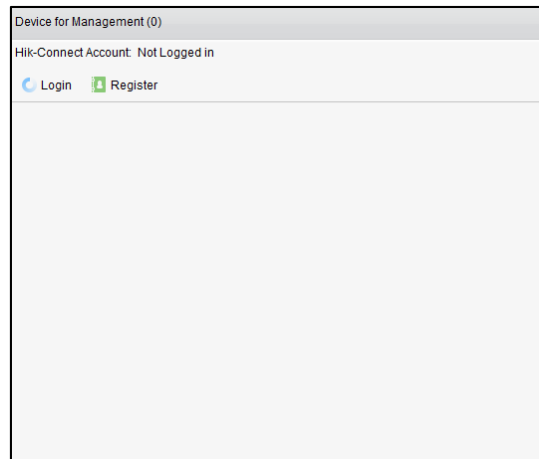 Device for Management (0)
Hik-Connect Account: Not Logged in
Login Register